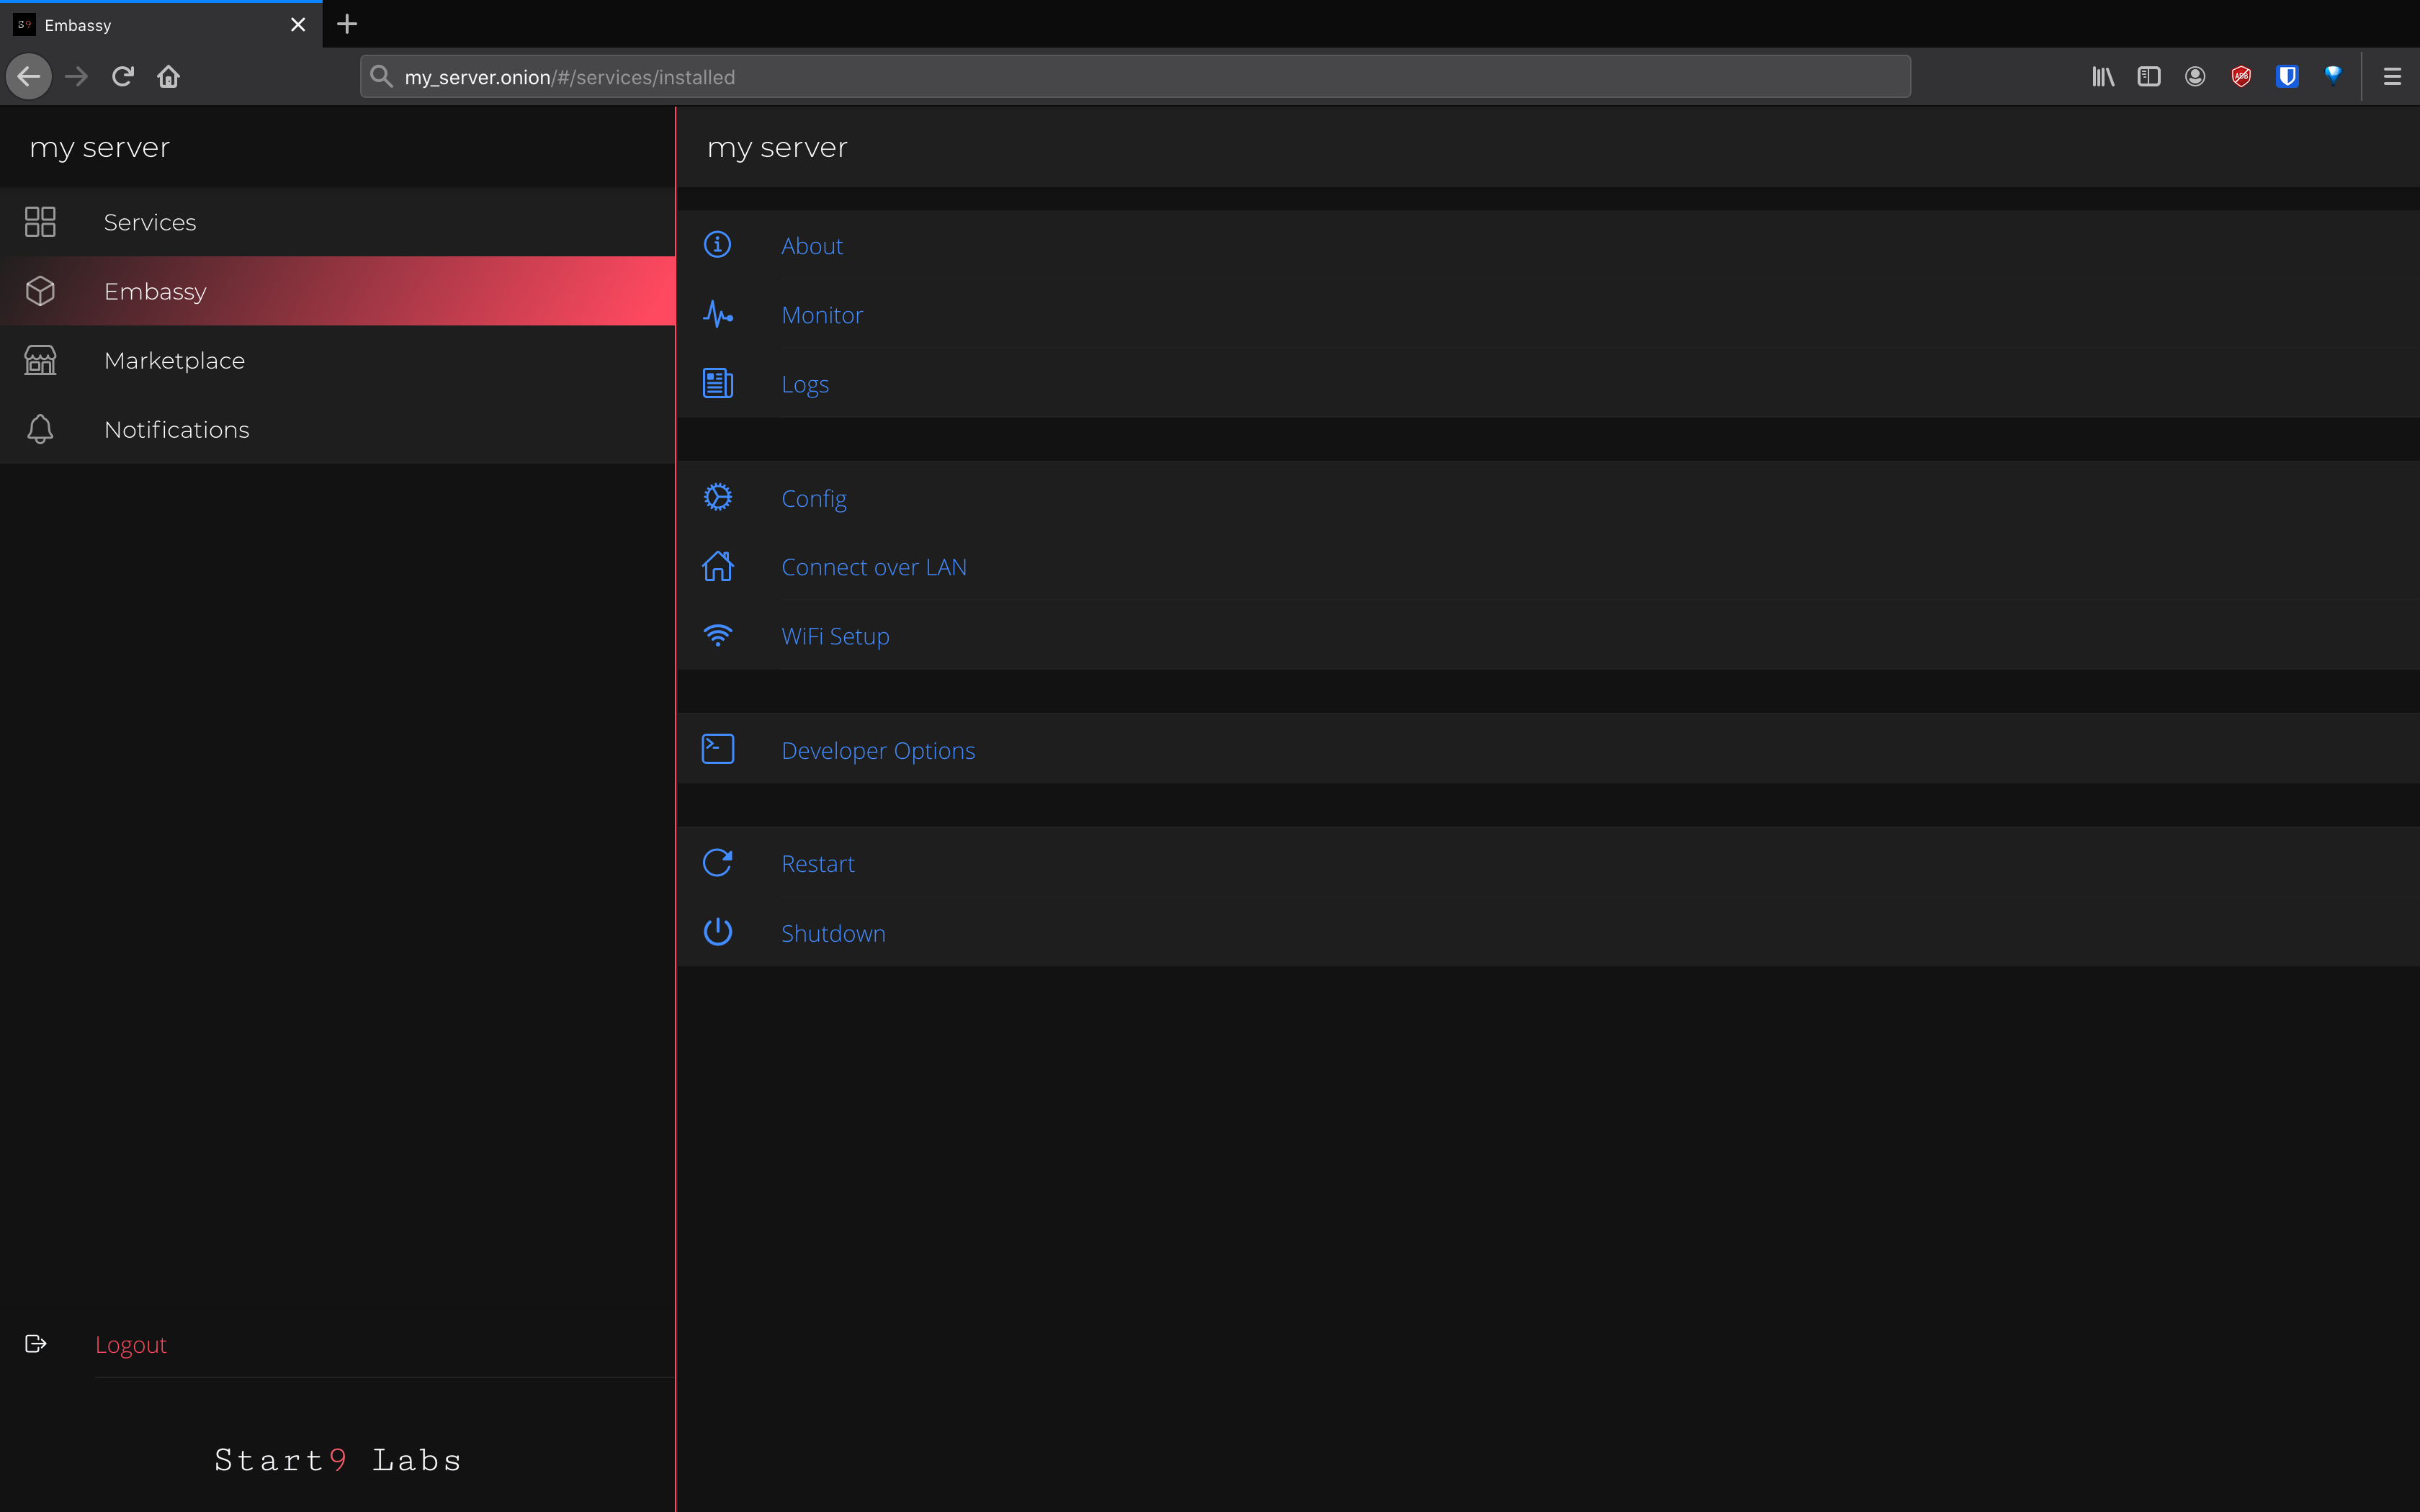 Embassy
my_server.onion/#/services/installed
my server
Services
Embassy
Marketplace
Notifications
Logout
Start9 Labs
my server
About
Monitor
Logs
Config
Connect over LAN
WiFi Setup
Developer Options
Restart
Shutdown